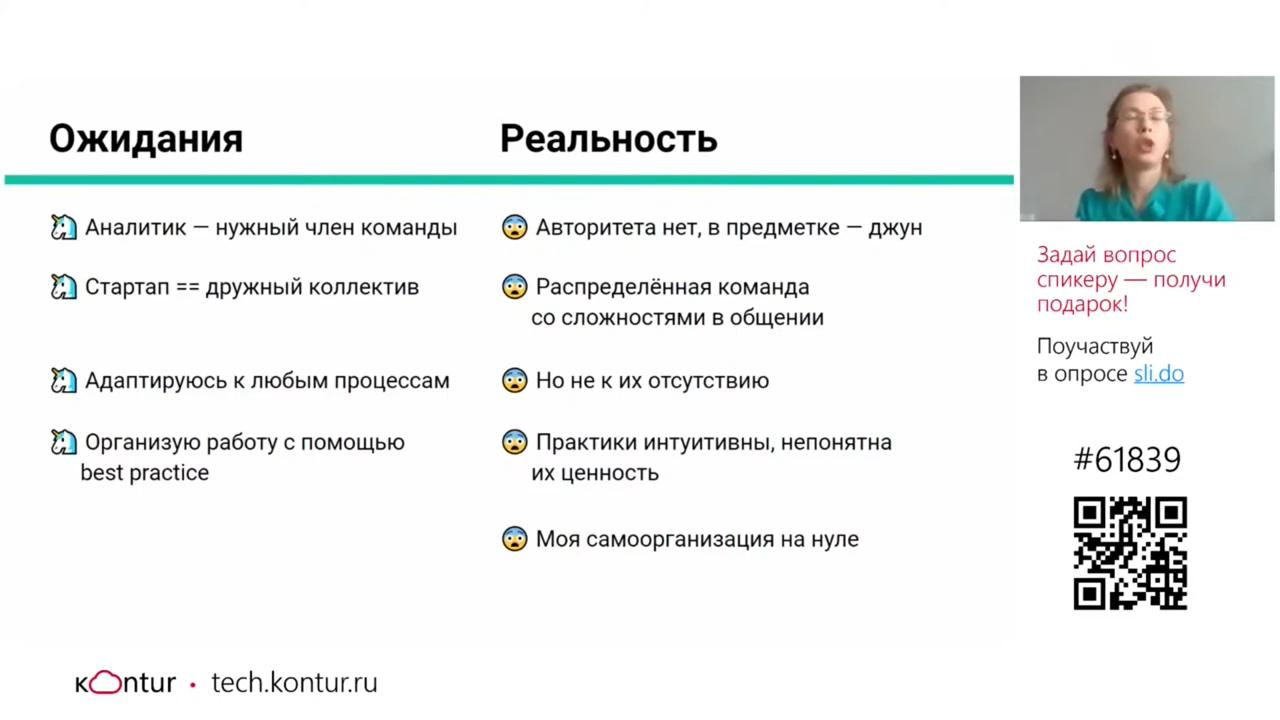 Ожидания
Реальность
Аналитик — нужный член команды
Авторитета нет, в предметке — джун
Стартап == дружный коллектив
Распределённая команда
со сложностями в общении
Адаптируюсь к любым процессам
Но не к их отсутствию
Организую работу с помощью
best practice
Практики интуитивны, непонятна
их ценность
Моя самоорганизация на нуле
Задай вопрос
спикеру — получи
подарок!
Поучаствуй
в опросе sli.do
#61839
кontur • tech.kontur.ru